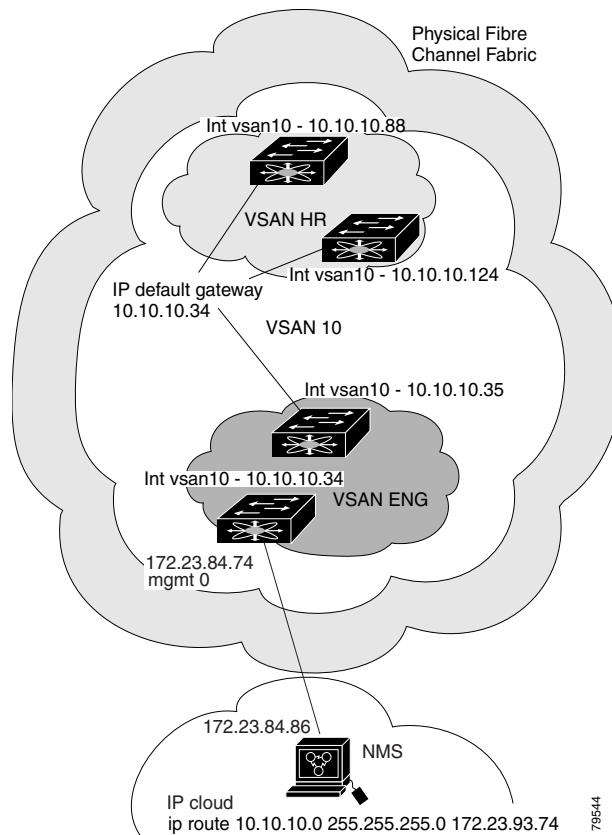 Physical Fibre
Channel Fabric
Int vsan10 - 10.10.10.88
VSAN HR
Int vsan10 - 10.10.10.124
IP default gateway
10.10.10.34
VSAN 10
Int vsan10 - 10.10.10.35
Int vsan10 - 10.10.10.34
VSAN ENG
172.23.84.74
mgmt 0
172.23.84.86
NMS
IP cloud
ip route 10.10.10.0 255.255.255.0 172.23.93.74
79544